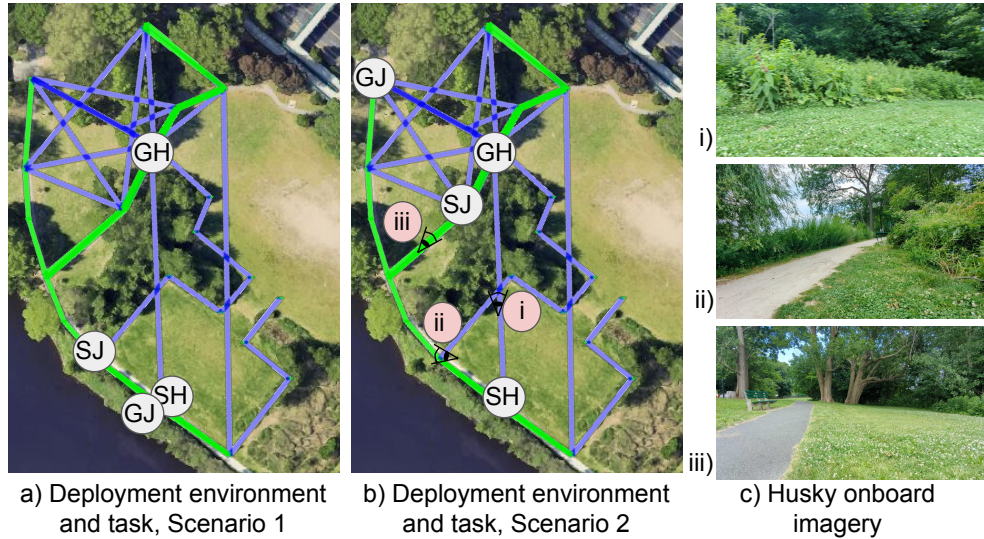 GH
SJ
SH
GJ
GJ
GH
SJ
iii
i
ii
SH
i)
ii)
iii)
a) Deployment environment
and task, Scenario 1
b) Deployment environment
and task, Scenario 2
c) Husky onboard
imagery